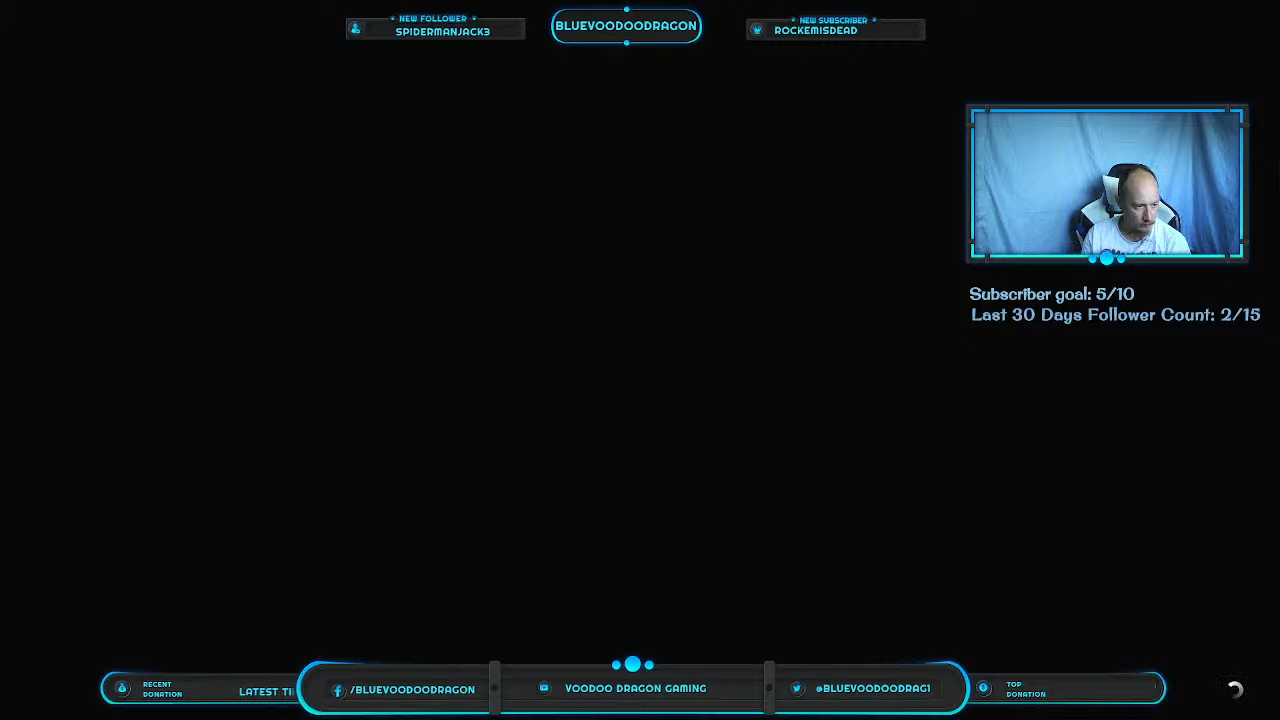 NEW FOLLOWER
SPIDERMANJACK3
BLUEVOODOODRAGON
NEW SUBSCRIBER
ROCKEMISDEAD
Subscriber goal: 5/10
Last 30 Days Follower Count: 2/15
RECENT
DONATION
LATEST TI
/BLUEVOODOODRAGON
VOODOO DRAGON GAMING
@BLUEVOODOODRAG1
TOP
DONATION